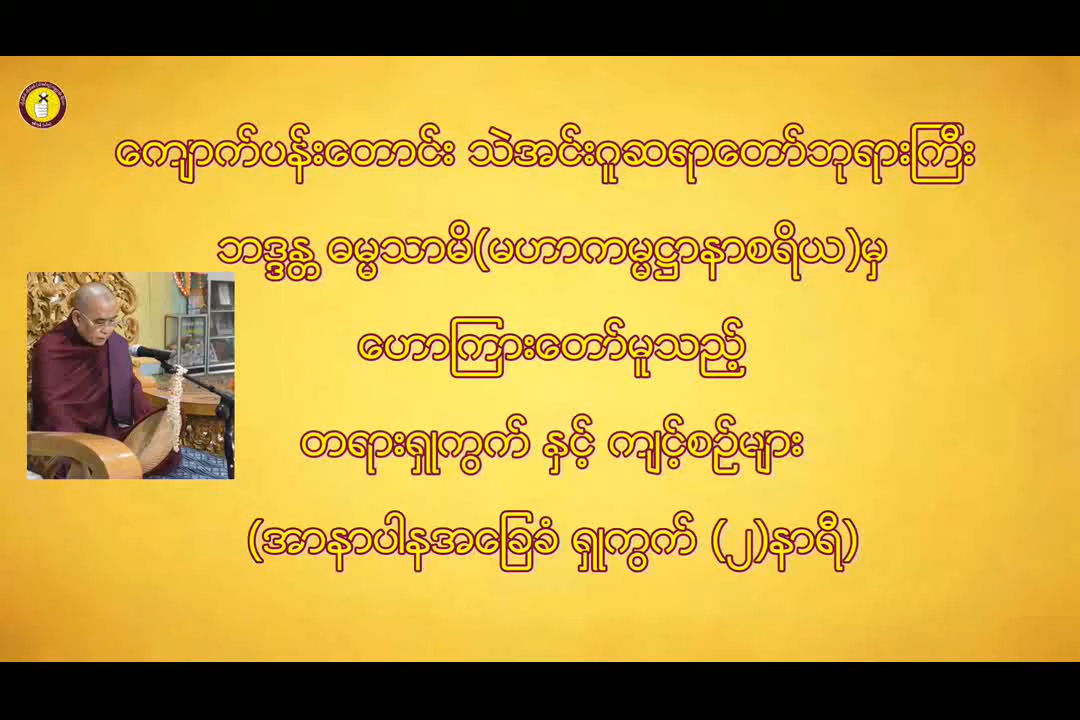 ကျောက်ပန်းတောင်း သဲအင်းဂူဆရာတော်ဘုရားကြီး
ဘဒ္ဒန္တ ဓမ္မသာမိ(မဟာကမ္မဋ္ဌာနာစရိယ)မှ
ဟောကြားတော်မူသည့်
တရားရှုကွက် နှင့် ကျင့်စဉ်များ
(အာနာပါနအခြေခံ ရှုကွက် (၂)နာရီ)